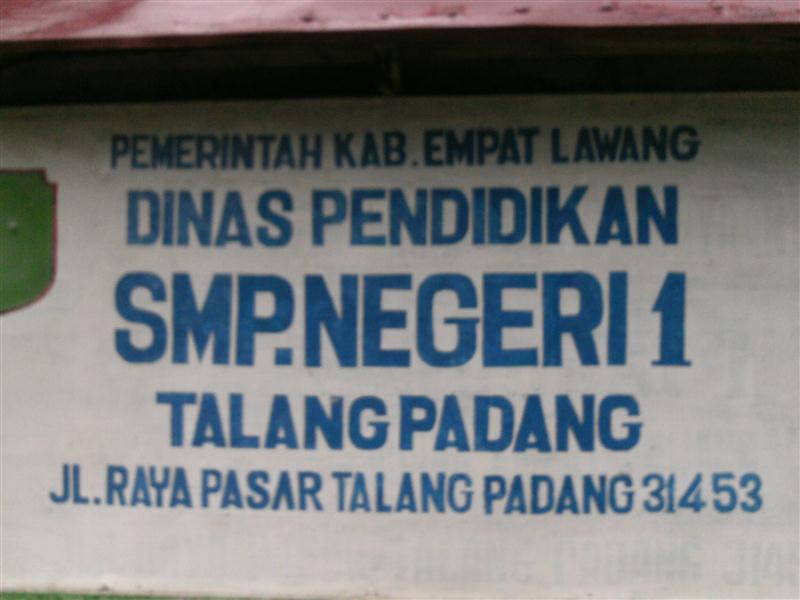 PEMERINTAH KAB. EMPAT LAWANG
DINAS PENDIDIKAN
SMP.NEGERI 1
TALANG PADANG
JL.RAYA PASAR TALANG PADANG 31453